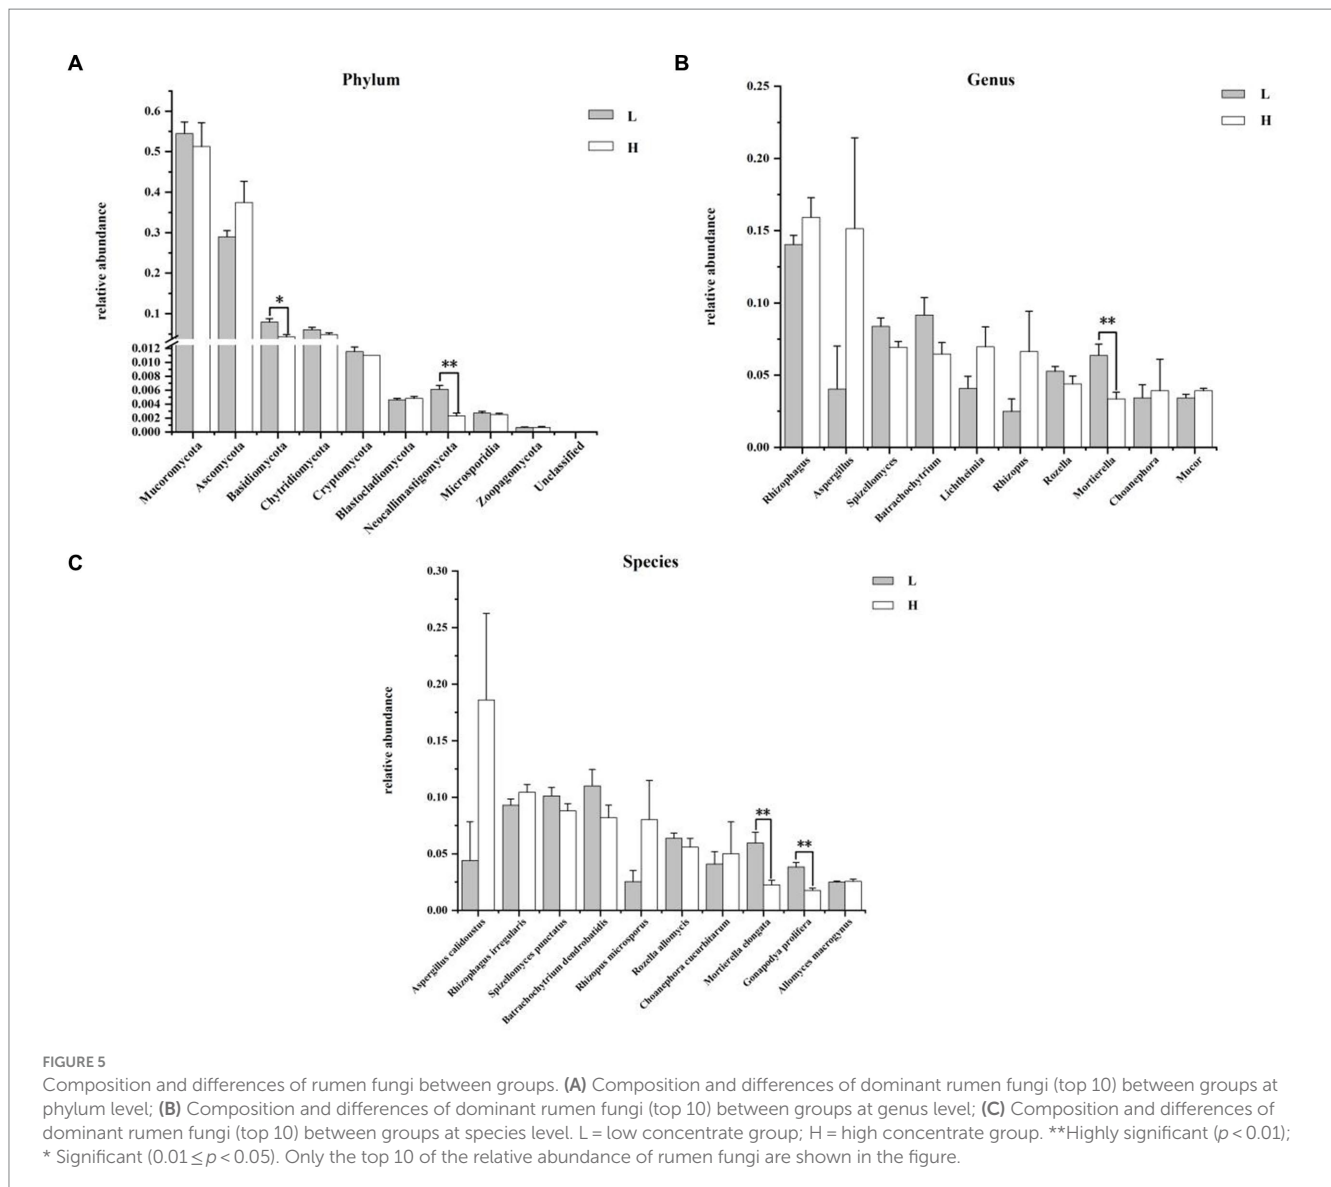 A
Phylum
L
H
relative abundance
0.6
0.5
0.4
0.3
0.2
0.1
0.012
0.010
0.008
0.006
0.004
0.002
0.000
*
**
Mucoromycota
Ascomycota
Basidiomycota
Chytridiomycota
Cryptomycota
Blastocladiomycota
Neocallimastigomycota
Microsporidia
Zoopagomycota
Unclassified
B
Genus
L
H
relative abundance
0.25
0.20
0.15
0.10
0.05
0.00
**
Rhizophagus
Aspergillus
Spizellomyces
Batrachochytrium
Lichtheimia
Rhizopus
Rozella
Mortierella
Choanephora
Mucor
C
Species
L
H
relative abundance
0.30
0.25
0.20
0.15
0.10
0.05
0.00
**
**
Aspergillus calidoustus
Rhizophagus irregularis
Spizellomyces punctatus
Batrachochytrium dendrobatidis
Rhizopus microsporus
Rozella allomycis
Choanephora cucurbitarum
Mortierella elongata
Gonapodya prolifera
Allomyces macrogynus
FIGURE 5
Composition and differences of rumen fungi between groups. (A) Composition and differences of dominant rumen fungi (top 10) between groups at
phylum level; (B) Composition and differences of dominant rumen fungi (top 10) between groups at genus level; (C) Composition and differences of
dominant rumen fungi (top 10) between groups at species level. L = low concentrate group; H = high concentrate group. **Highly significant (p < 0.01);
* Significant (0.01 ≤ p < 0.05). Only the top 10 of the relative abundance of rumen fungi are shown in the figure.